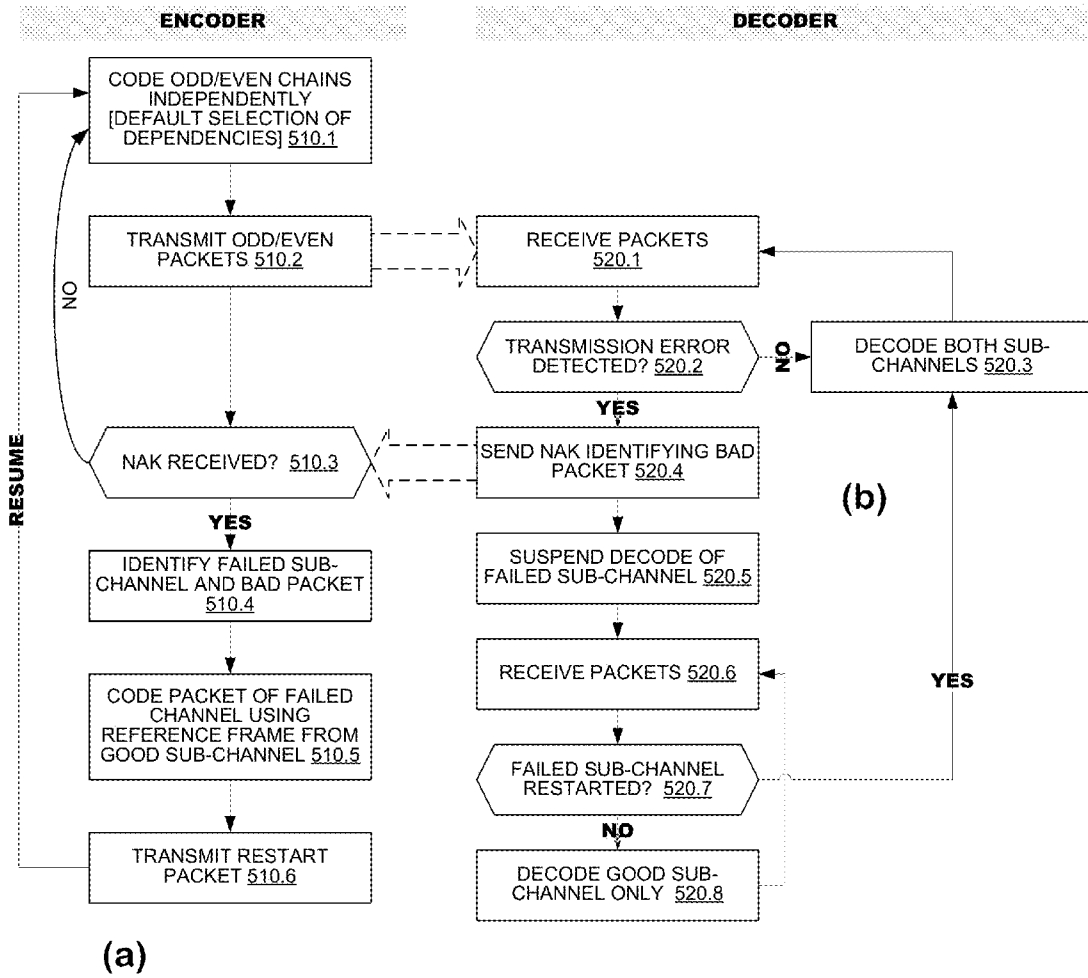 ENCODER
DECODER
CODE ODD/EVEN CHAINS
INDEPENDENTLY
[DEFAULT SELECTION OF
DEPENDENCIES] 510.1
TRANSMIT ODD/EVEN
PACKETS 510.2
RECEIVE PACKETS
520.1
NO
TRANSMISSION ERROR
DETECTED? 520.2
NO
DECODE BOTH SUB-
CHANNELS 520.3
YES
NAK RECEIVED? 510.3
SEND NAK IDENTIFYING BAD
PACKET 520.4
RESUME
(b)
YES
IDENTIFY FAILED SUB-
CHANNEL AND BAD PACKET
510.4
SUSPEND DECODE OF
FAILED SUB-CHANNEL 520.5
CODE PACKET OF FAILED
CHANNEL USING
REFERENCE FRAME FROM
GOOD SUB-CHANNEL 510.5
RECEIVE PACKETS 520.6
YES
FAILED SUB-CHANNEL
RESTARTED? 520.7
NO
TRANSMIT RESTART
PACKET 510.6
DECODE GOOD SUB-
CHANNEL ONLY 520.8
(a)